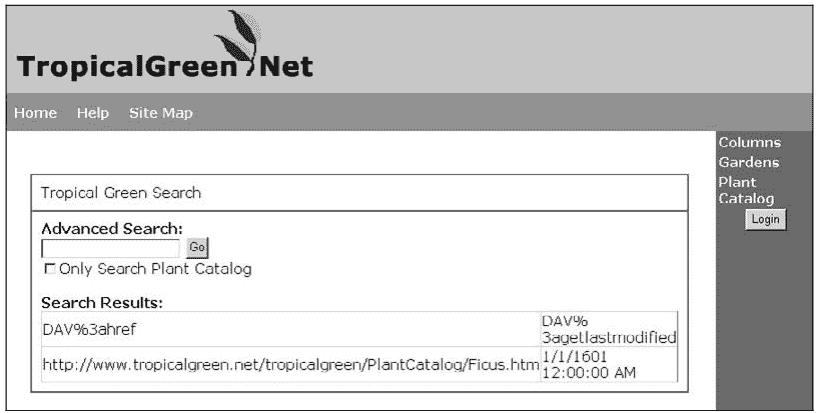 TropicalGreen Net
Home Help Site Map
Columns
Gardens
Plant
Catalog
Login
Tropical Green Search
Advanced Search:
Go
Only Search Plant Catalog
Search Results:
DAV%3ahref
DAV%
3agetlastmodified
http://www.tropicalgreen.net/tropicalgreen/PlantCatalog/Ficus.htm
1/1/1601
12:00:00 AM